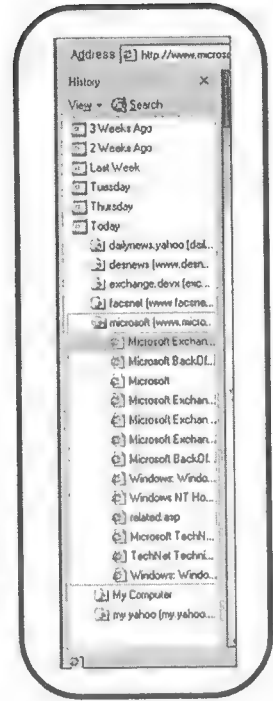 Address http://www.micros
History ×
View Search
3 Weeks Ago
2 Weeks Ago
Last Week
Tuesday
Thursday
Today
dailynews.yahoo (dail...
desnews (www.desn...
exchange.devx (exc...
facsnet (www.facsne...
microsoft (www.micro...
Microsoft Exchan...
Microsoft BackOf...
Microsoft
Microsoft Exchan...
Microsoft Exchan...
Microsoft Exchan...
Microsoft BackOf...
Windows: Windo...
Windows NT Ho...
related.asp
Microsoft TechN...
TechNet Techni...
Windows: Windo...
My Computer
my.yahoo (my.yahoo...